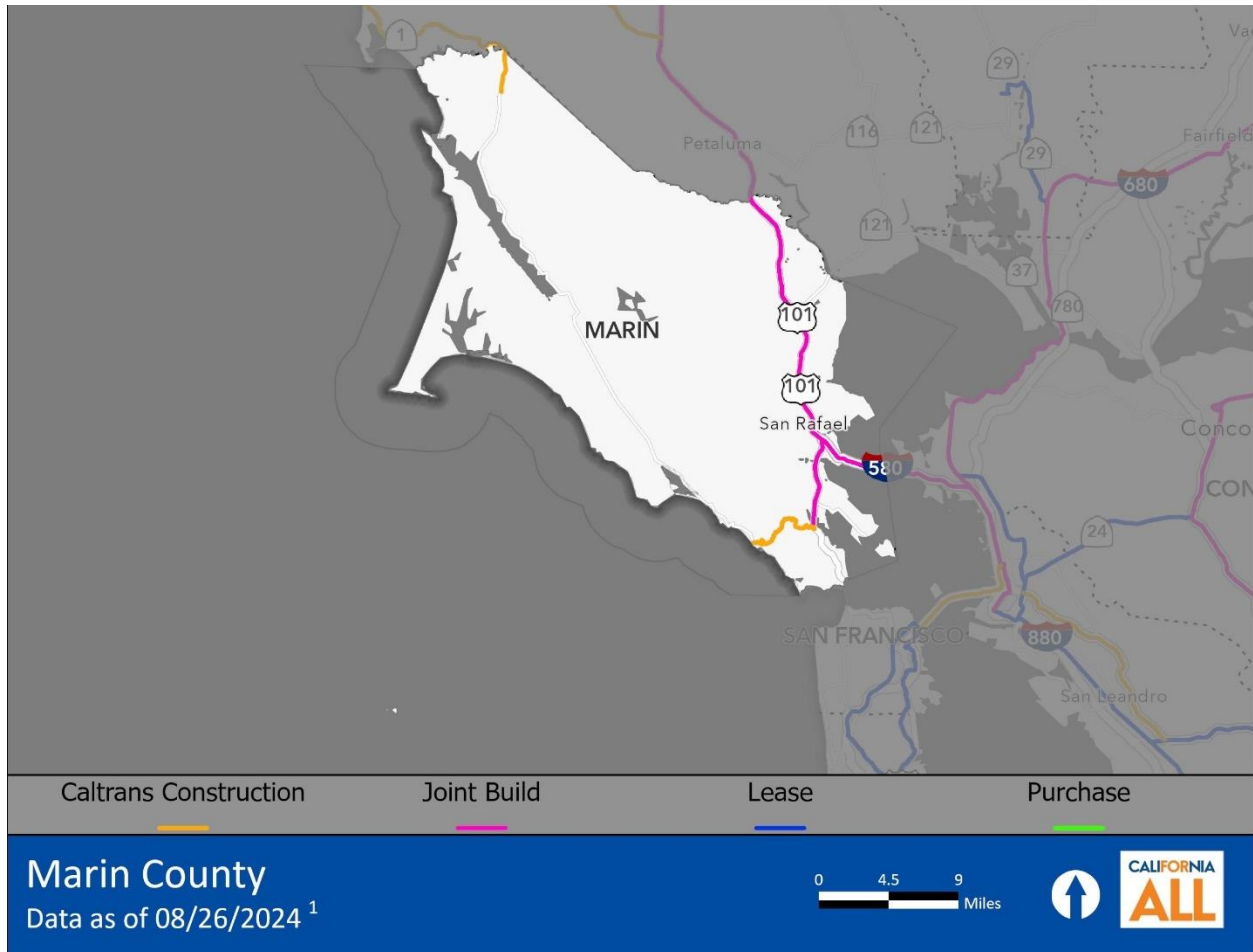 1
29
Va
116
121
29
Petaluma
Fairfield
680
121
37
780
101
MARIN
101
San Rafael
580
Conco
CON
24
SAN FRANCISCO
880
San Leandro
Caltrans Construction
Joint Build
Lease
Purchase
Marin County
Data as of 08/26/2024 1
0 4.5 9
Miles
CALIFORNIA
ALL